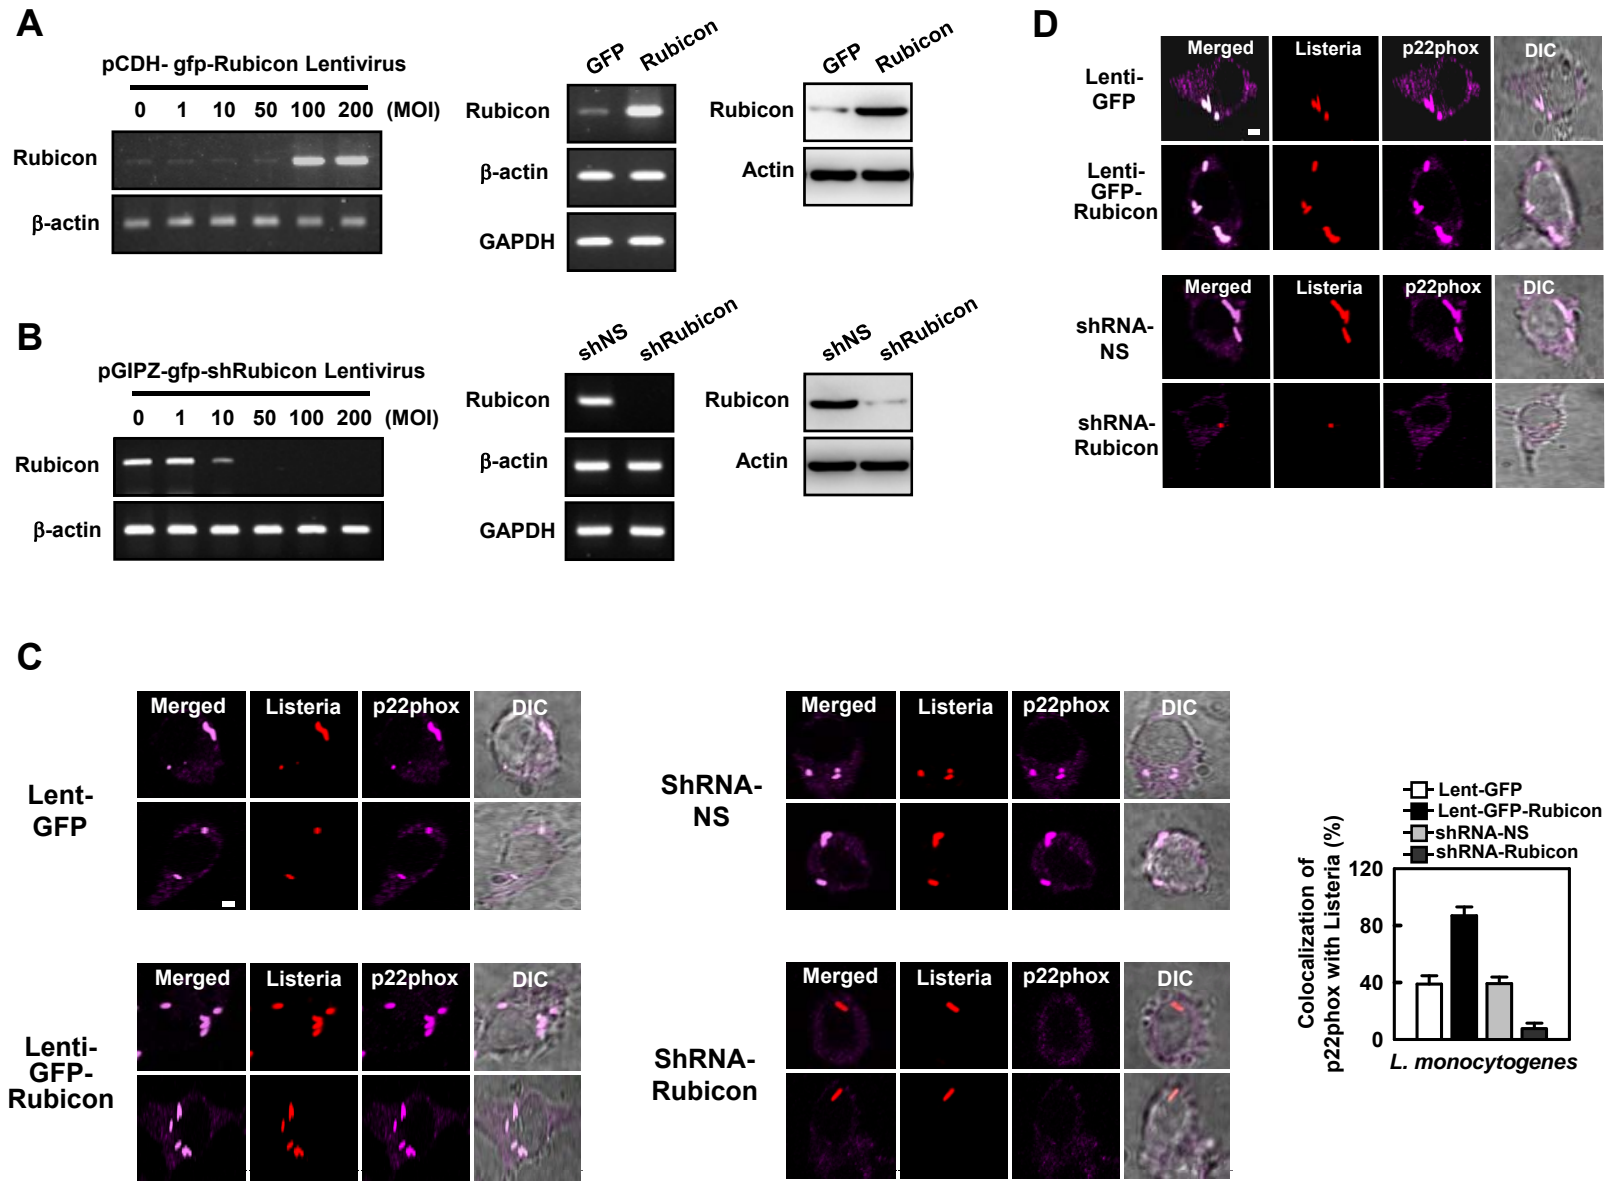 A
pCDH- gfp-Rubicon Lentivirus
0 1 10 50 100 200 (MOI)
Rubicon
β-actin
GFP Rubicon
Rubicon
β-actin
GAPDH
GFP Rubicon
Rubicon
Actin
B
pGIPZ-gfp-shRubicon Lentivirus
0 1 10 50 100 200 (MOI)
Rubicon
β-actin
shNS shRubicon
Rubicon
β-actin
GAPDH
shNS shRubicon
Rubicon
Actin
D
Merged Listeria p22phox DIC
Lenti-
GFP
Lenti-
GFP-
Rubicon
Merged Listeria p22phox DIC
shRNA-
NS
shRNA-
Rubicon
C
Merged Listeria p22phox DIC
Lent-
GFP
Merged Listeria p22phox DIC
Lenti-
GFP-
Rubicon
Merged Listeria p22phox DIC
ShRNA-
NS
Merged Listeria p22phox DIC
ShRNA-
Rubicon
Lent-GFP
Lent-GFP-Rubicon
shRNA-NS
shRNA-Rubicon
Colocalization of
p22phox with Listeria (%)
120
80
40
0
L. monocytogenes